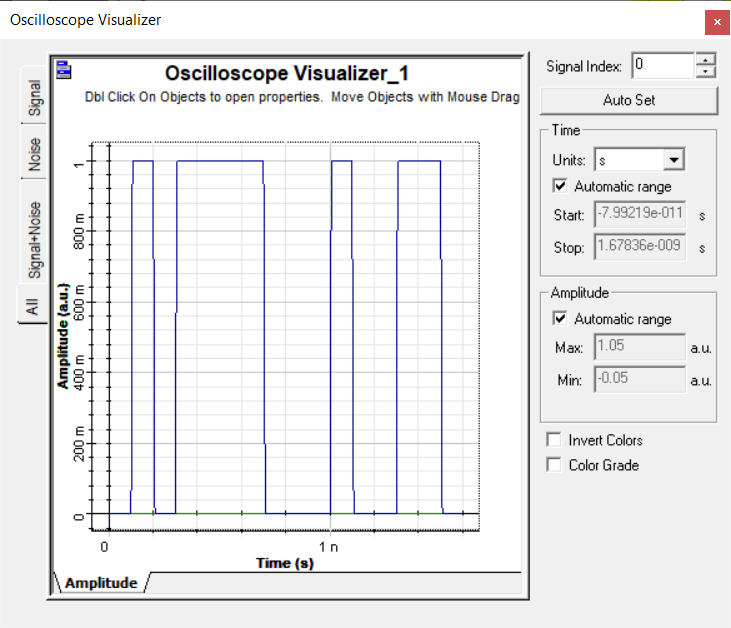 Oscilloscope Visualizer
Oscilloscope Visualizer_1
Dbl Click On Objects to open properties. Move Objects with Mouse Drag
Signal
Noise
Signal+Noise
All
Amplitude (a.u.)
1
800 m
600 m
400 m
200 m
0
0
1 n
Time (s)
Amplitude
Signal Index: 0
Auto Set
Time
Units: s
Automatic range
Start: -7.99219e-011 s
Stop: 1.67836e-009 s
Amplitude
Automatic range
Max: 1.05 a.u.
Min: -0.05 a.u.
Invert Colors
Color Grade